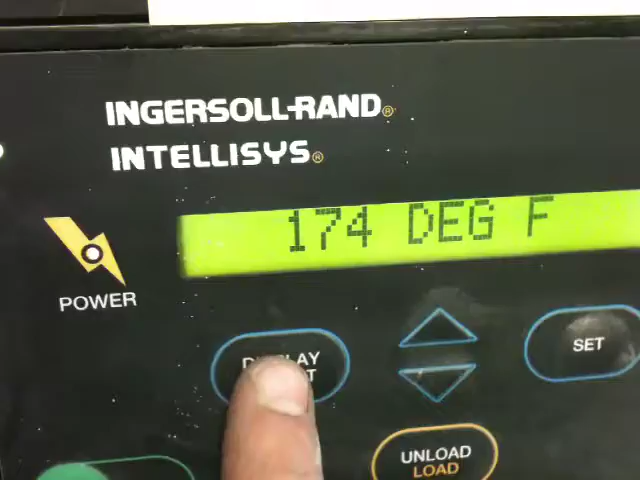 INGERSOLL-RAND®
INTELLISYS®
174 DEG F
POWER
SET
UNLOAD
LOAD